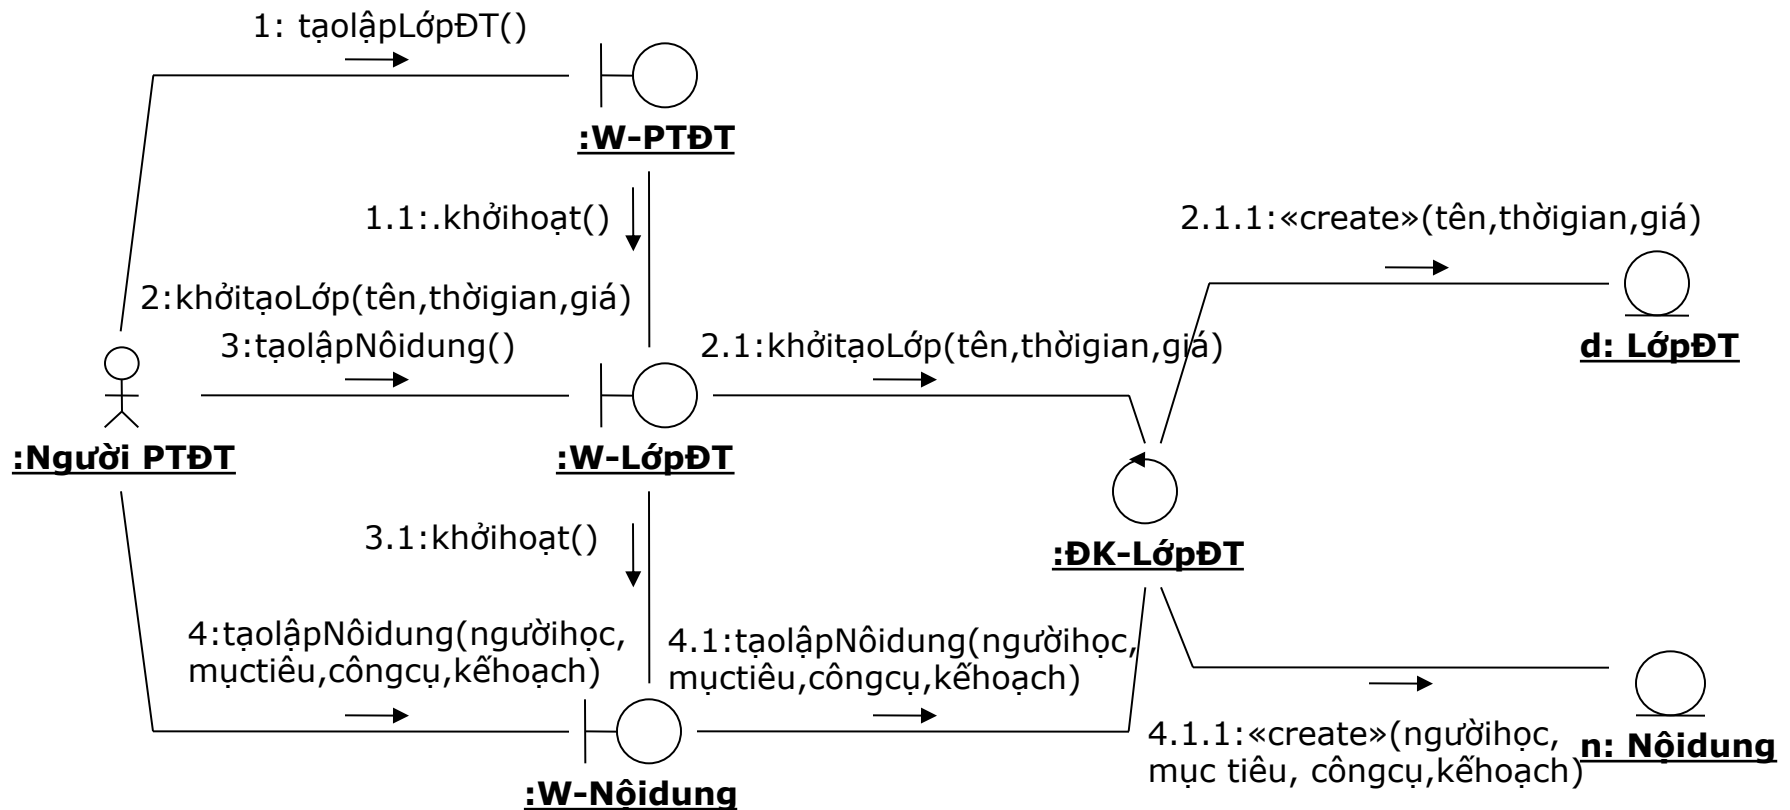 1: tạolậpLớpĐT()
:W-PTĐT
1.1:.khởihoạt()
2.1.1:«create»(tên,thờigian,giá)
2:khởitạoLớp(tên,thờigian,giá)
3:tạolậpNôidung()
2.1:khởitạoLớp(tên,thờigian,giá)
d: LớpĐT
:Người PTĐT
:W-LớpĐT
3.1:khởihoạt()
:ĐK-LớpĐT
4:tạolậpNôidung(ngườihọc,
mụctiêu,côngcụ,kếhoạch)
4.1:tạolậpNôidung(ngườihọc,
mụctiêu,côngcụ,kếhoạch)
4.1.1:«create»(ngườihọc,
mục tiêu, côngcụ,kếhoạch)
n: Nộidung
:W-Nộidung